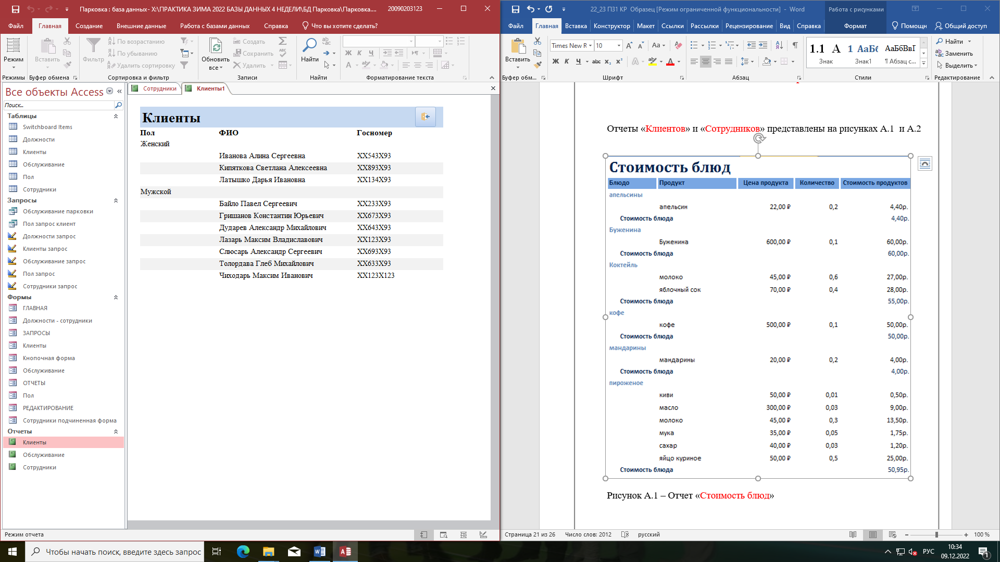 Парковка : база данных- X:\ПРАКТИКА ЗИМА 2022 БАЗЫ ДАННЫХ 4 НЕДЕЛИ\БД Парковка\Парковка....
20090203123
Файл Главная Создание Внешние данные Работа с базами данных Справка Что вы хотите сделать?
Режим
Режимы
Вставить
Буфер обмена
Фильтр
По возрастанию
По убыванию
Удалить сортировку
Сортировка и фильтр
Обновить все
Создать
Сохранить
Удалить
Записи
Найти
Найти
Ж К Ч
Форматирование текста
Все объекты Access
Поиск...
Таблицы
Switchboard Items
Должности
Клиенты
Обслуживание
Пол
Сотрудники
Запросы
Обслуживание парковки
Пол запрос клиент
Должности запрос
Клиенты запрос
Обслуживание запрос
Пол запрос
Сотрудники запрос
Формы
ГЛАВНАЯ
Должности - сотрудники
ЗАПРОСЫ
Клиенты
Кнопочная форма
Обслуживание
ОТЧЕТЫ
Пол
РЕДАКТИРОВАНИЕ
Сотрудники подчиненная форма
Отчеты
Клиенты
Обслуживание
Сотрудники
Сотрудники Клиенты1
Клиенты
Пол ФИО Госномер
Женский
Иванова Алина Сергеевна XX543X93
Кипяткова Светлана Алексеевна XX893X93
Латышко Дарья Ивановна XX134X93
Мужской
Байло Павел Сергеевич XX233X93
Гришанов Константин Юрьевич XX673X93
Дударев Александр Михайлович XX643X93
Лазарь Максим Владиславович XX123X93
Слюсарь Александр Сергеевич XX693X93
Толордава Глеб Михайлович XX633X93
Чиходарь Максим Иванович XX123X123
Режим отчета
22_23 П31 КР Образец [Режим ограниченной функциональности] - Word
Работа с рисунками
Файл Главная Вставка Конструктор Макет Ссылки Рассылки Рецензирование Вид Справка Формат Помощн Общий доступ
Вставить
Буфер обм...
Times New R 10
Ж К Ч abc x₂ x²
Шрифт
Абзац
1.1 А 1 АаБб АаБбВвГ
Знак Знак1 ¶ Абзац с...
Стили
Найти
Заменить
Выделить
Редактирование
Отчеты «Клиентов» и «Сотрудников» представлены на рисунках А.1 и А.2
Стоимость блюд
Блюдо Продукт Цена продукта Количество Стоимость продуктов
апельсины
апельсин 22,00 ₽ 0,2 4,40р.
Стоимость блюда 4,40р.
Буженина
Буженина 600,00 ₽ 0,1 60,00р.
Стоимость блюда 60,00р.
Коктейль
молоко 45,00 ₽ 0,6 27,00р.
яблочный сок 70,00 ₽ 0,4 28,00р.
Стоимость блюда 55,00р.
кофе
кофе 500,00 ₽ 0,1 50,00р.
Стоимость блюда 50,00р.
мандарины
мандарины 20,00 ₽ 0,2 4,00р.
Стоимость блюда 4,00р.
пироженое
киви 50,00 ₽ 0,01 0,50р.
масло 300,00 ₽ 0,03 9,00р.
молоко 45,00 ₽ 0,3 13,50р.
мука 35,00 ₽ 0,05 1,75р.
сахар 40,00 ₽ 0,03 1,20р.
яйцо куриное 50,00 ₽ 0,5 25,00р.
Стоимость блюда 50,95р.
Рисунок А.1 – Отчет «Стоимость блюд»
Страница 21 из 26 Число слов: 2012 русский
100 %
Чтобы начать поиск, введите здесь запрос
РУС
10:34
09.12.2022
1